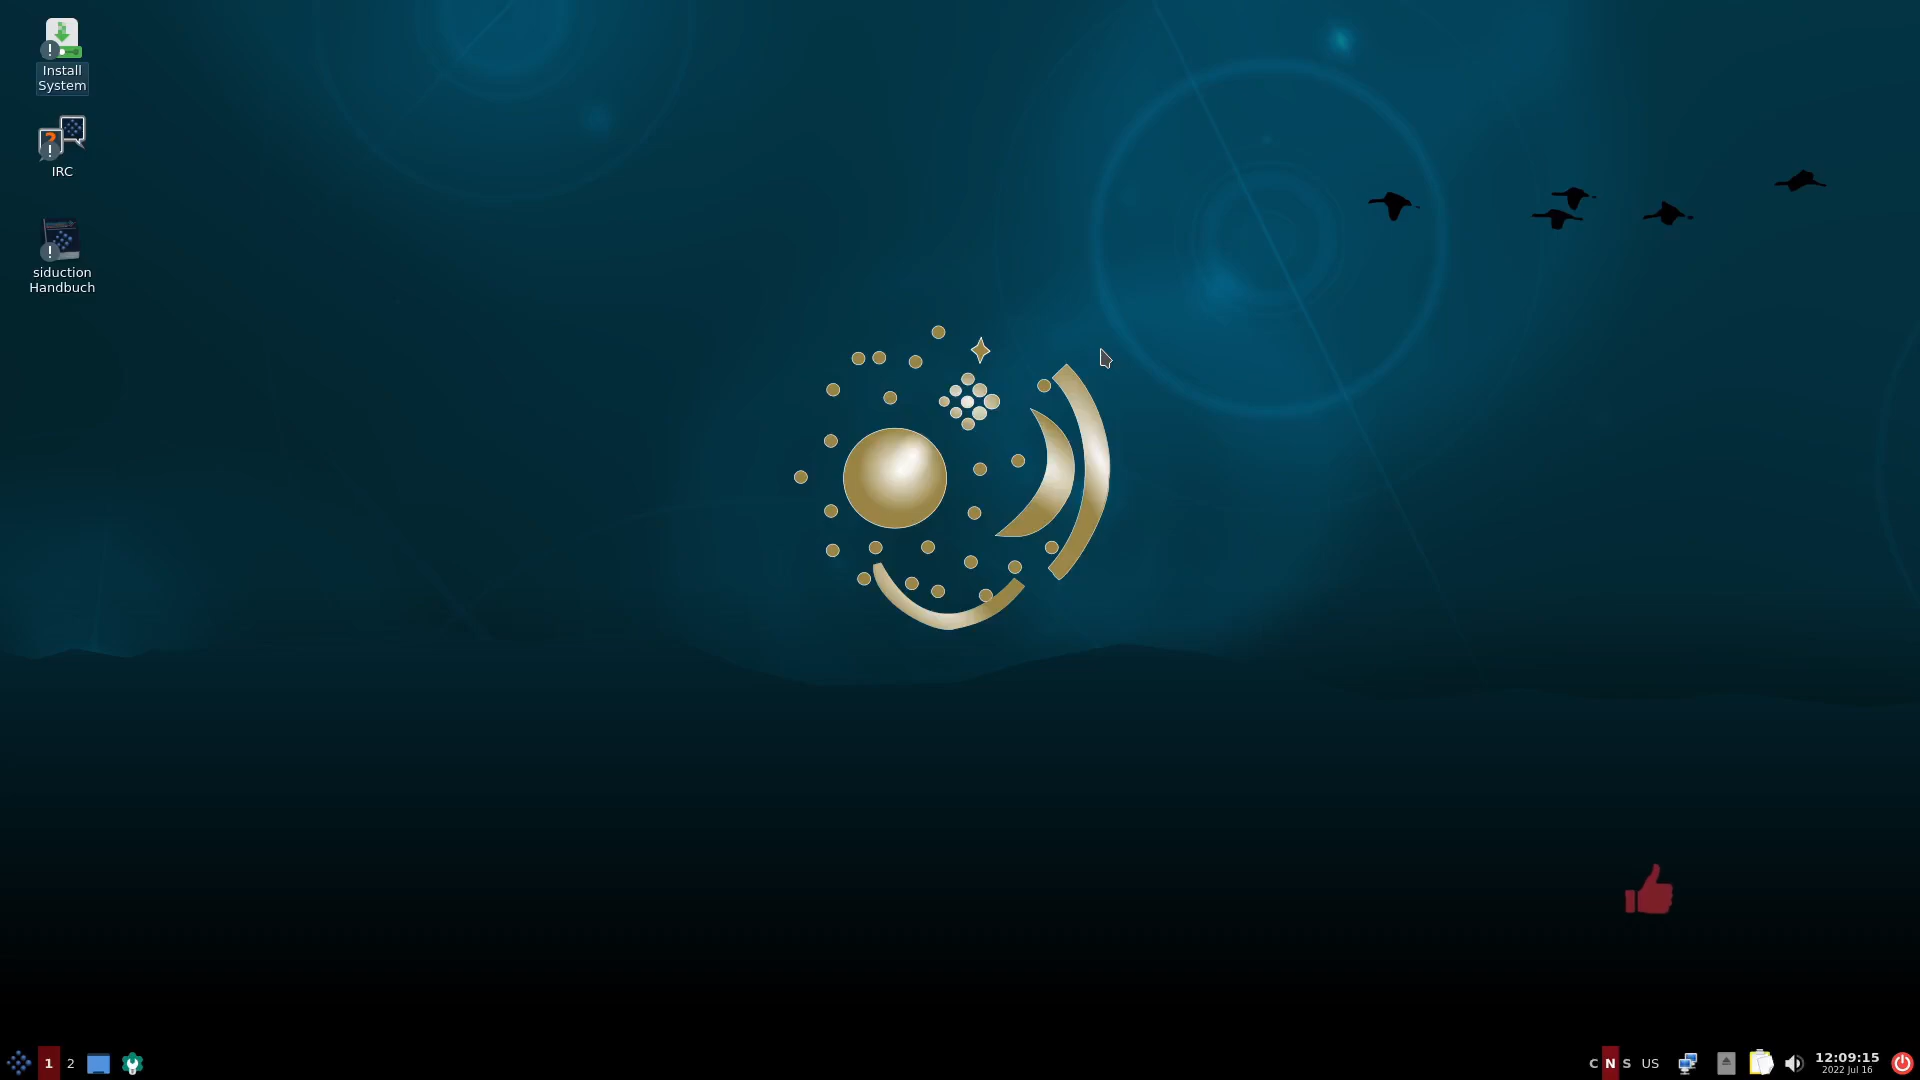 Install
System
IRC
siduction
Handbuch
1 2
C N S US
12:09:15
2022 Jul 16